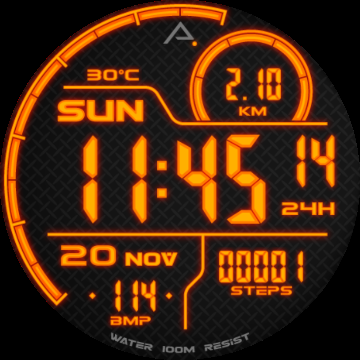 30°C
2.10
KM
SUN
11:45 14
24H
20 NOV
00001
STEPS
114
BMP
WATER 100M RESIST